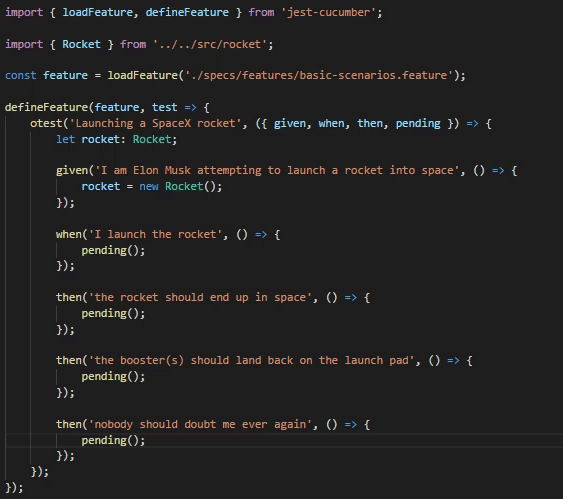 import { loadFeature, defineFeature } from 'jest-cucumber';
import { Rocket } from '../../src/rocket';
const feature = loadFeature('./specs/features/basic-scenarios.feature');
defineFeature(feature, test => {
otest('Launching a SpaceX rocket', ({ given, when, then, pending }) => {
let rocket: Rocket;
given('I am Elon Musk attempting to launch a rocket into space', () => {
rocket = new Rocket();
});
when('I launch the rocket', () => {
pending();
});
then('the rocket should end up in space', () => {
pending();
});
then('the booster(s) should land back on the launch pad', () => {
pending();
});
then('nobody should doubt me ever again', () => {
pending();
});
});
});